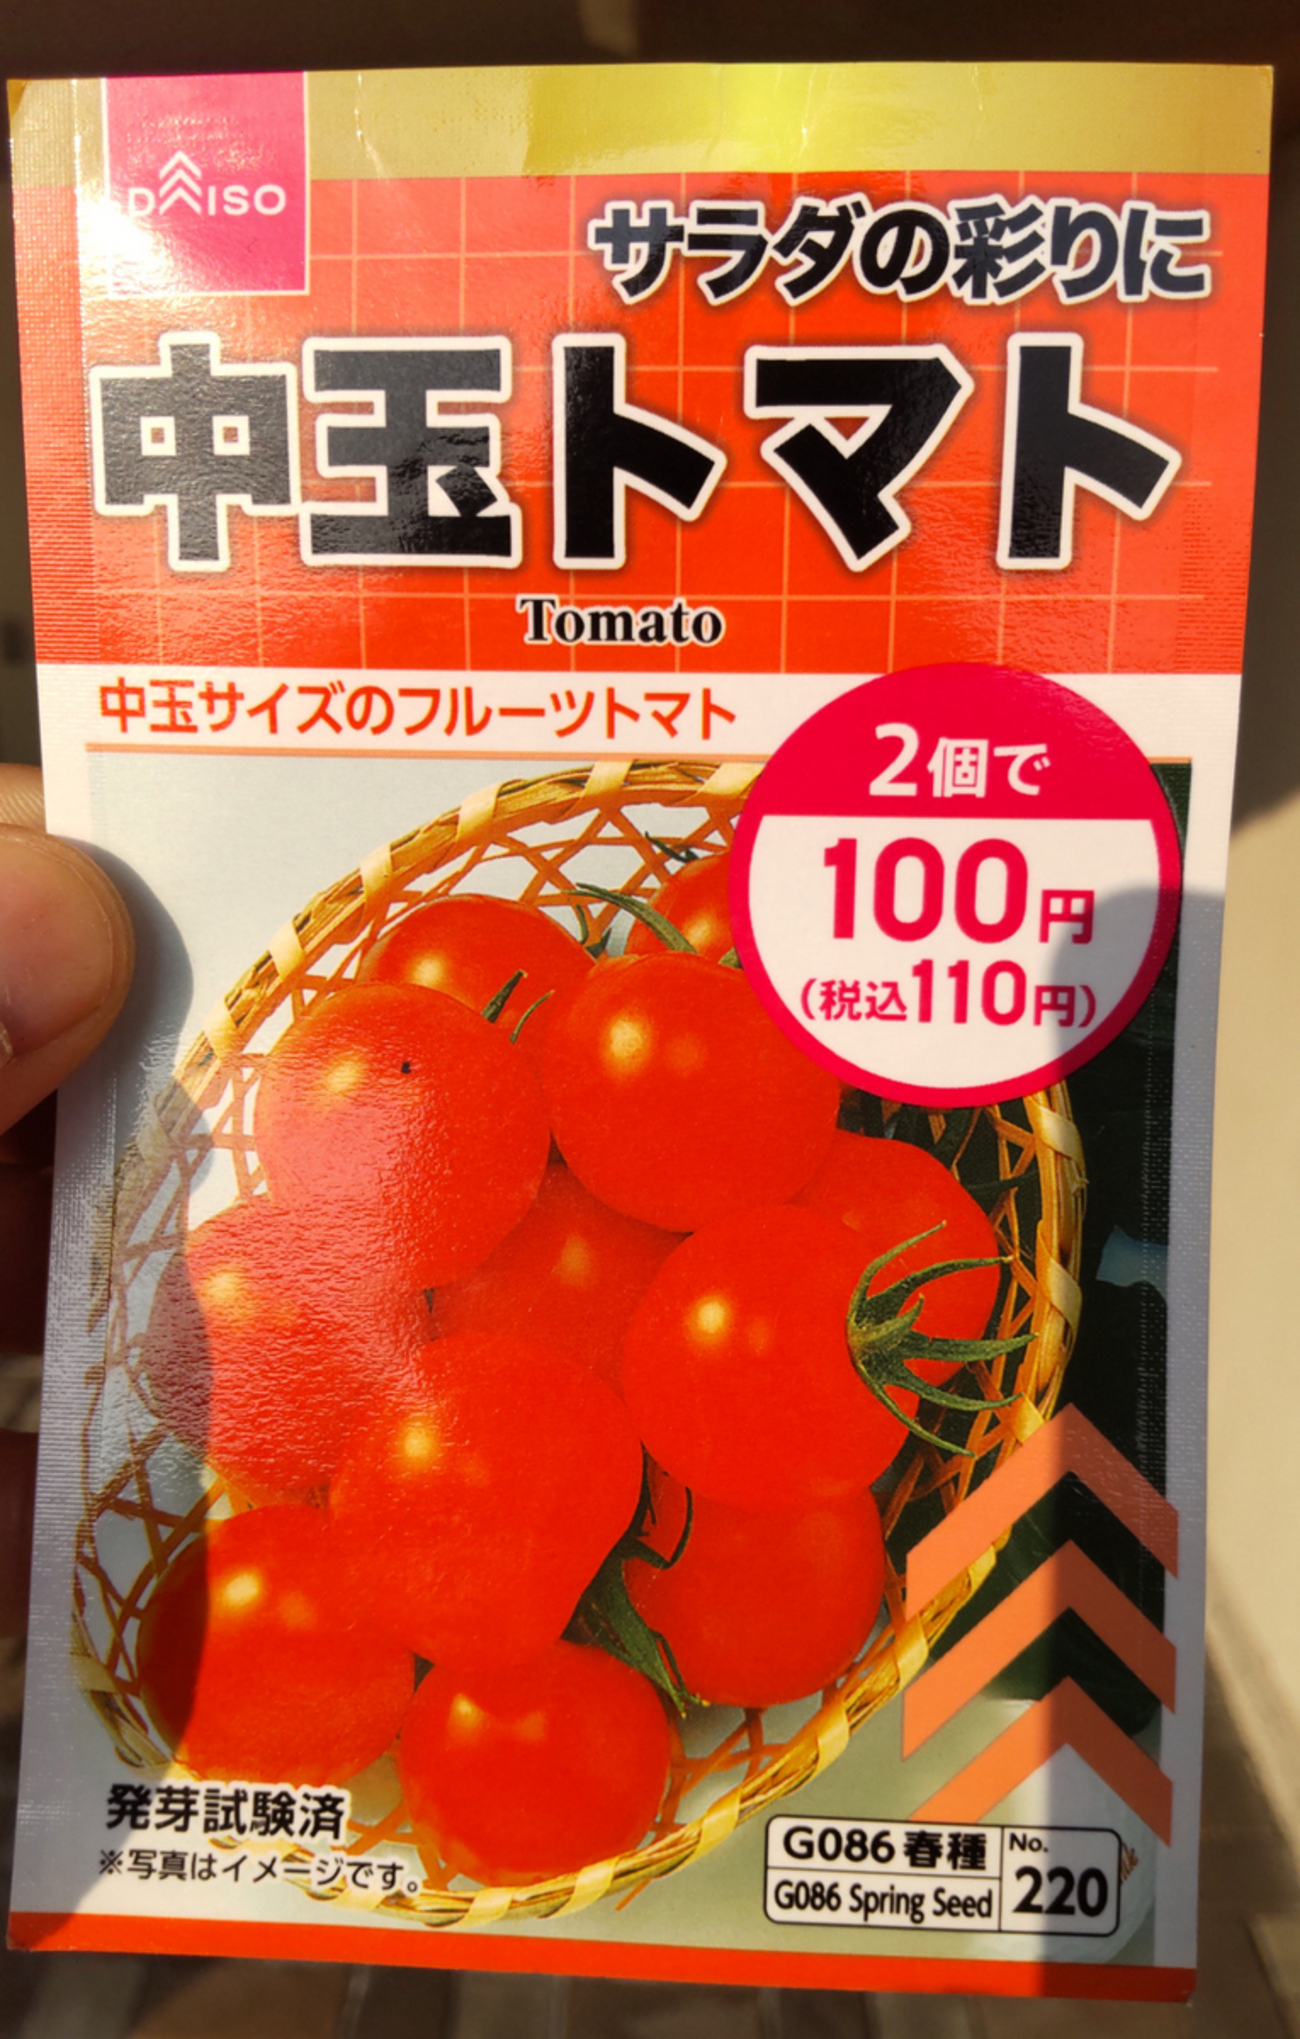 DAISO
サラダの彩りに
中玉トマト
Tomato
中玉サイズのフルーツトマト
2個で
100円
(税込110円)
発芽試験済
※写真はイメージです。
G086 春種
G086 Spring Seed
No.
220